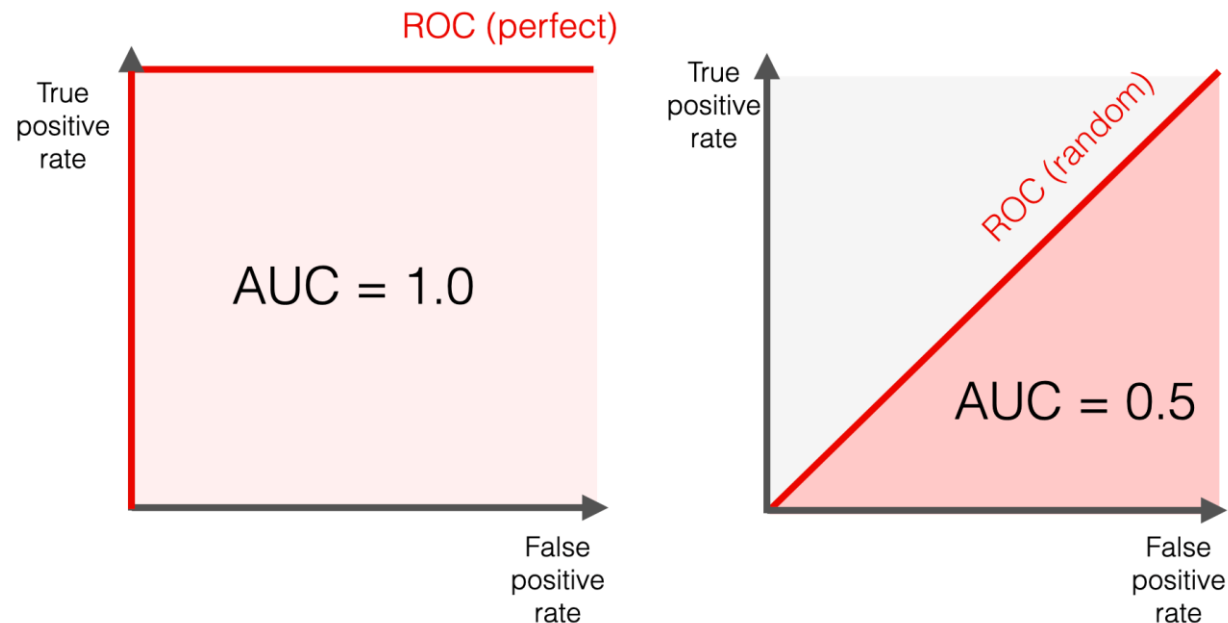 ROC (perfect)
True
positive
rate
AUC = 1.0
False
positive
rate
True
positive
rate
ROC (random)
AUC = 0.5
False
positive
rate